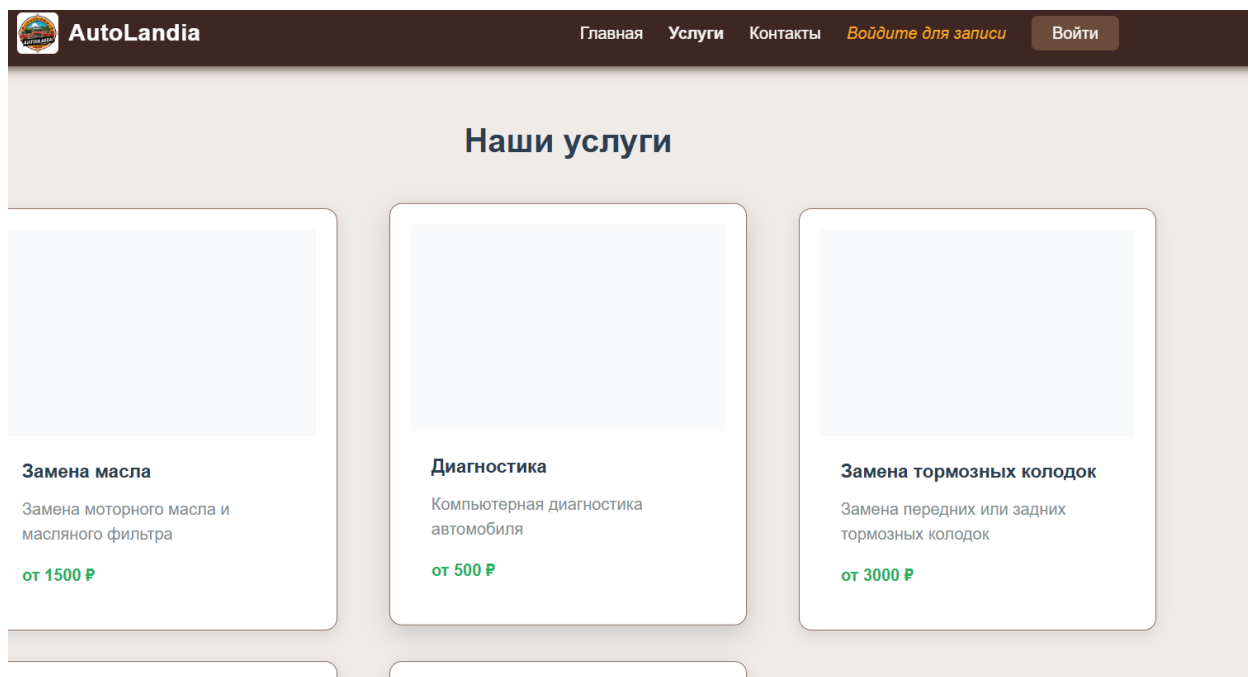 AutoLandia
Главная Услуги Контакты Войдите для записи Войти
Наши услуги
Замена масла
Замена моторного масла и
масляного фильтра
от 1500 ₽
Диагностика
Компьютерная диагностика
автомобиля
от 500 ₽
Замена тормозных колодок
Замена передних или задних
тормозных колодок
от 3000 ₽